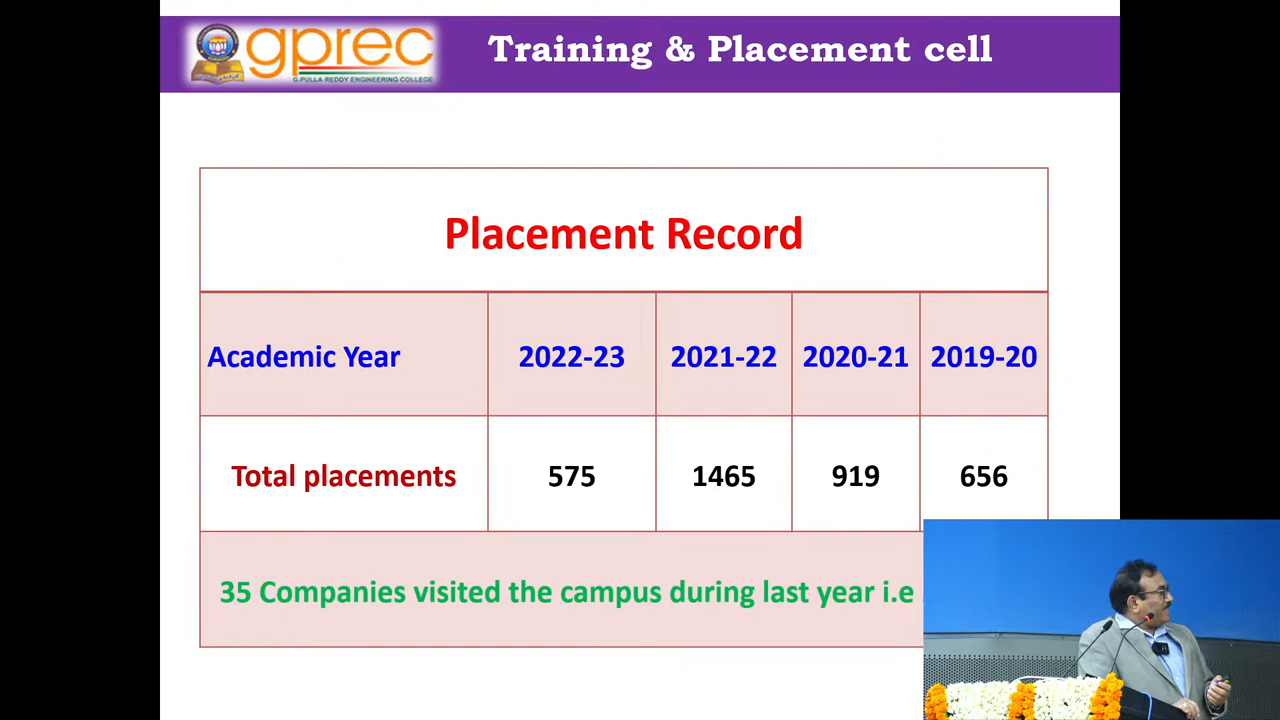 gprec
G.PULLA REDDY ENGINEERING COLLEGE
Training & Placement cell
Placement Record
Academic Year 2022-23 2021-22 2020-21 2019-20
Total placements 575 1465 919 656
35 Companies visited the campus during last year i.e